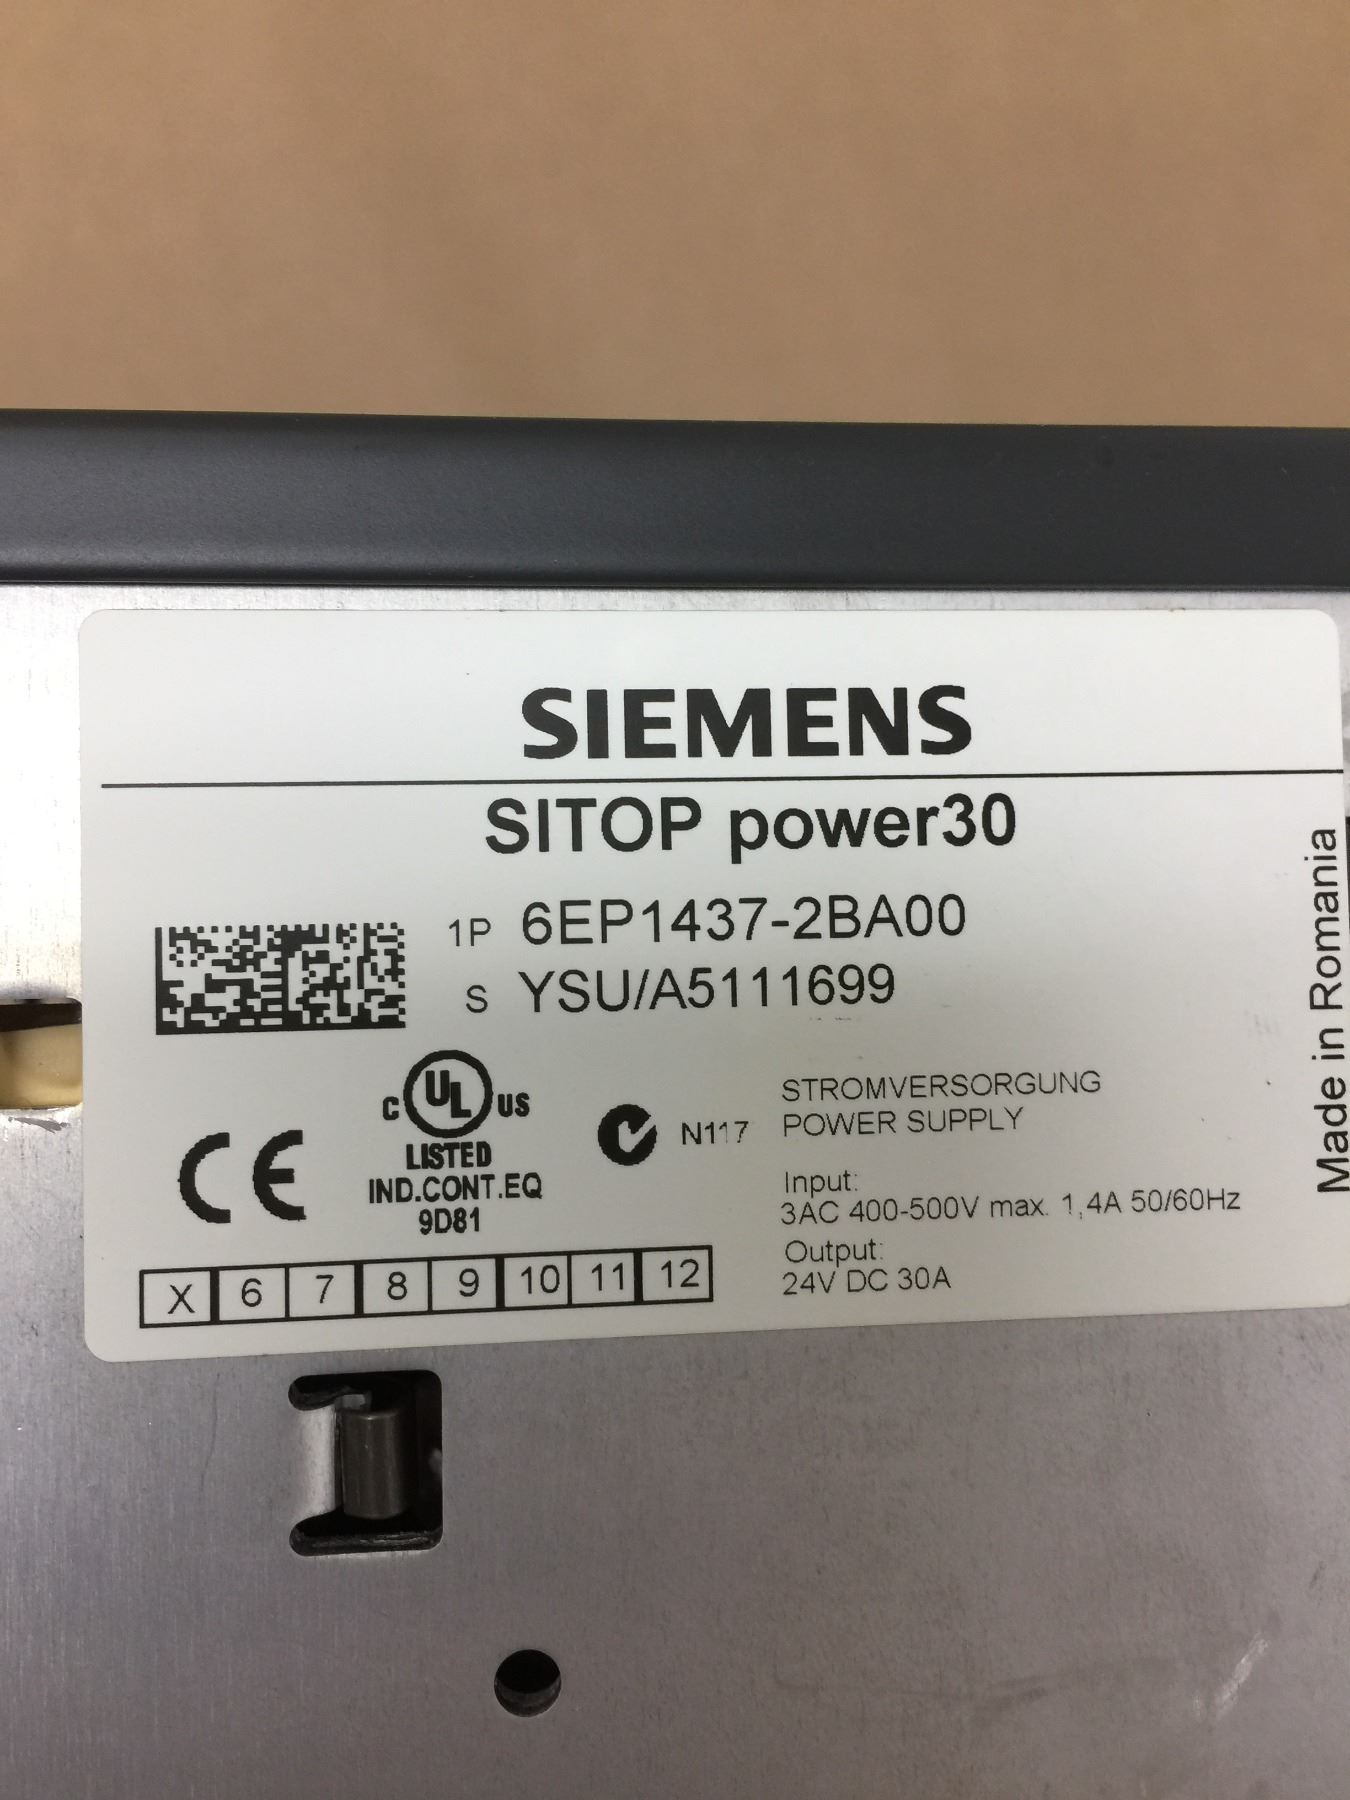 SIEMENS
SITOP power30
1P 6EP1437-2BA00
S YSU/A5111699
C UL US
LISTED
IND.CONT.EQ
9D81
CE
N117
STROMVERSORGUNG
POWER SUPPLY
Input:
3AC 400-500V max. 1,4A 50/60Hz
Output:
24V DC 30A
X 6 7 8 9 10 11 12
Made in Romania